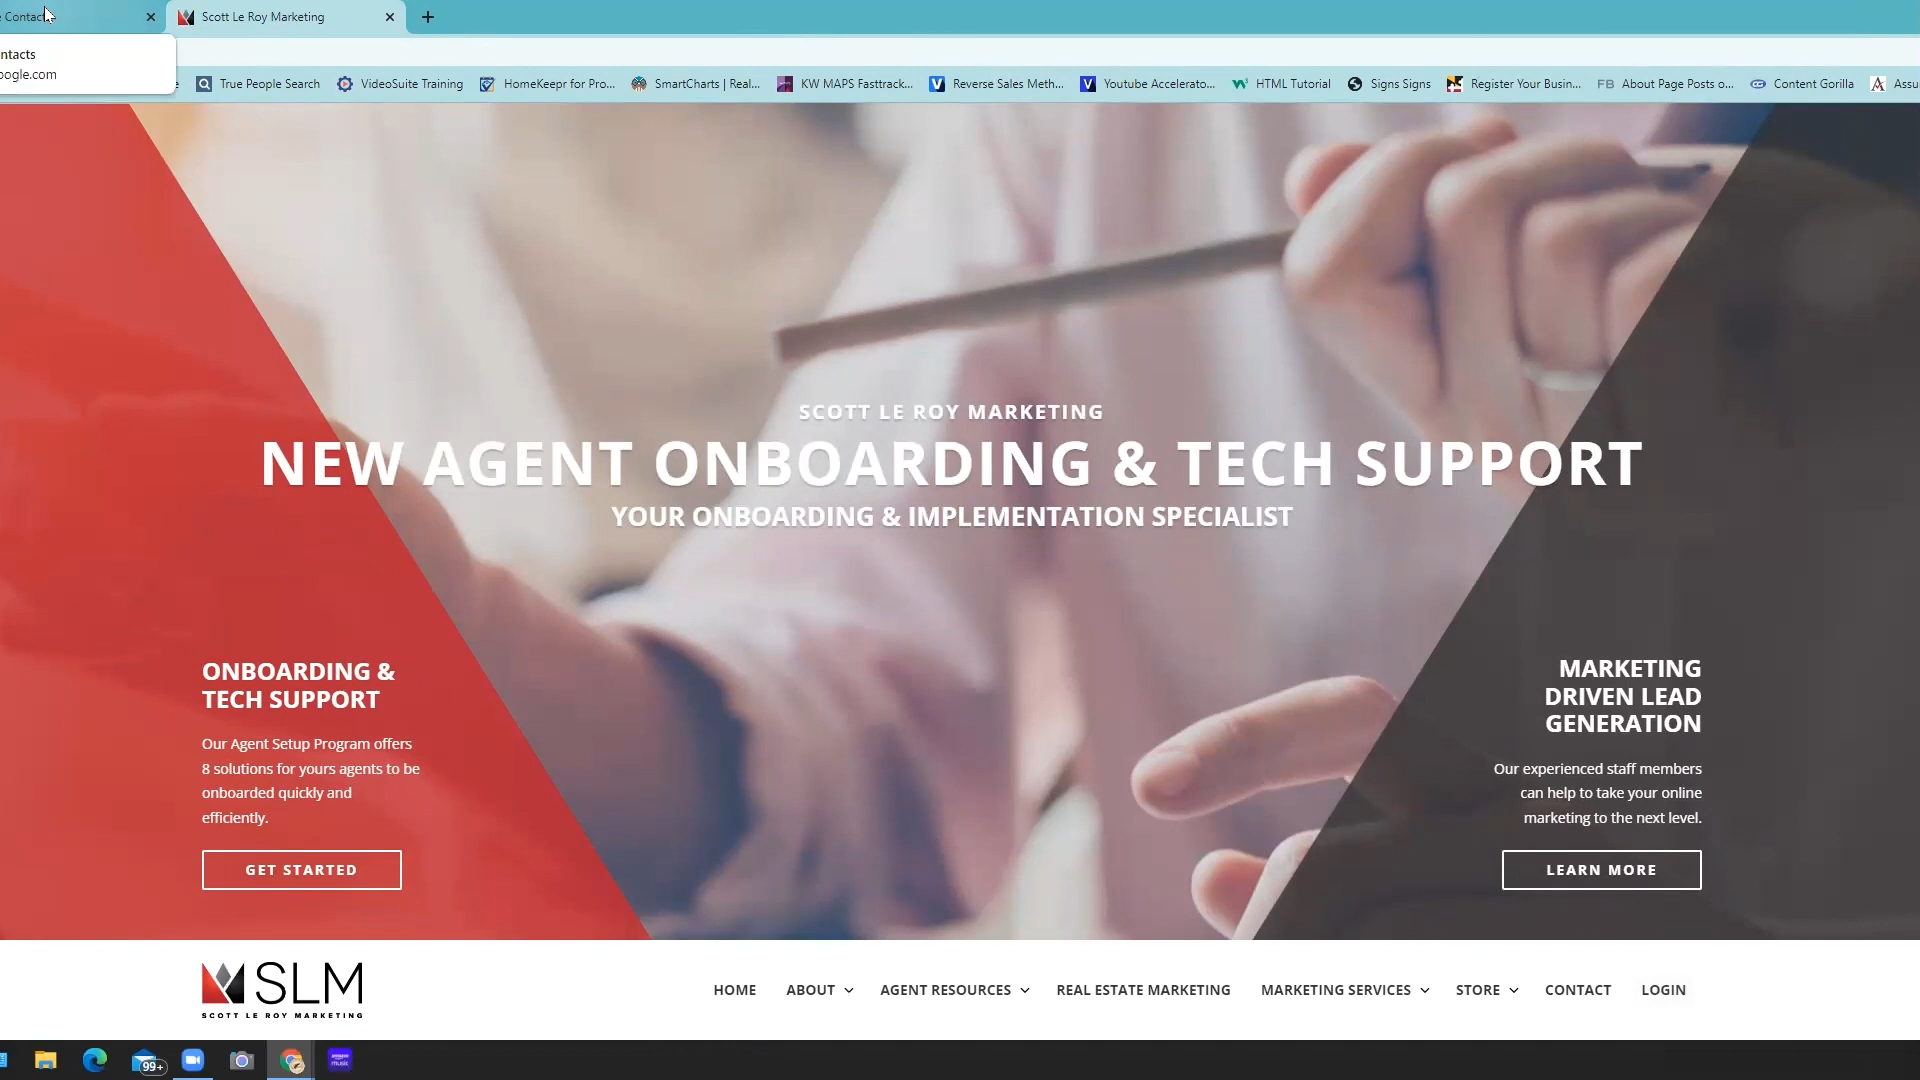 Contacts
Scott Le Roy Marketing
ntacts
oogle.com
True People Search
VideoSuite Training
HomeKeepr for Pro...
SmartCharts | Real...
KW MAPS Fasttrack...
Reverse Sales Meth...
Youtube Accelerato...
HTML Tutorial
Signs Signs
Register Your Busin...
FB About Page Posts o...
Content Gorilla
Assu
SCOTT LE ROY MARKETING
NEW AGENT ONBOARDING & TECH SUPPORT
YOUR ONBOARDING & IMPLEMENTATION SPECIALIST
ONBOARDING &
TECH SUPPORT
Our Agent Setup Program offers
8 solutions for yours agents to be
onboarded quickly and
efficiently.
GET STARTED
MARKETING
DRIVEN LEAD
GENERATION
Our experienced staff members
can help to take your online
marketing to the next level.
LEARN MORE
SLM
SCOTT LE ROY MARKETING
HOME ABOUT AGENT RESOURCES REAL ESTATE MARKETING MARKETING SERVICES STORE CONTACT LOGIN
99+
amazon
music